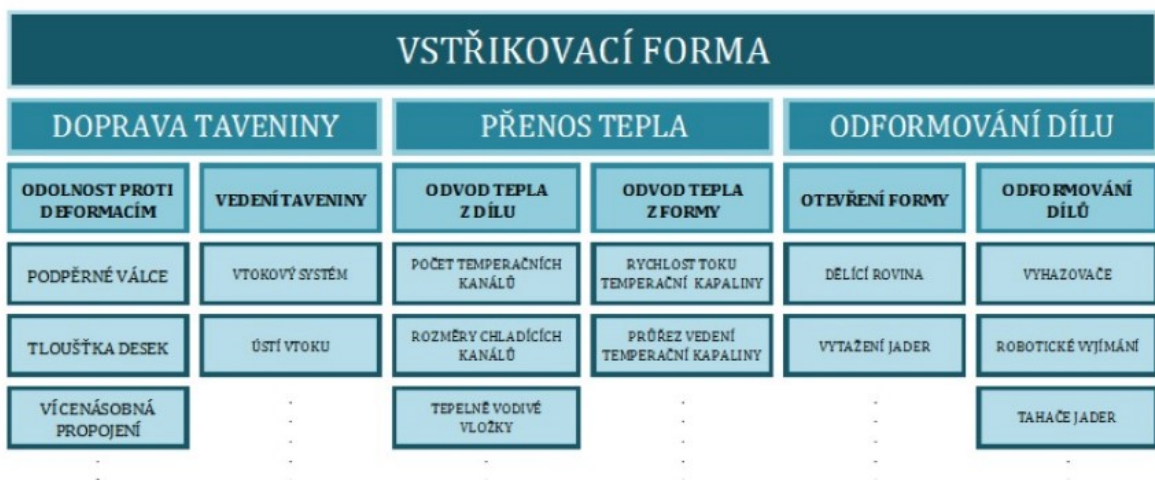 VSTŘIKOVACÍ FORMA
DOPRAVA TAVENINY
PŘENOS TEPLA
ODFORMOVÁNÍ DÍLU
ODOLNOST PROTI
DEFORMACÍM
VEDENÍ TAVENINY
ODVOD TEPLA
Z DÍLU
ODVOD TEPLA
Z FORMY
OTEVŘENÍ FORMY
ODFORMOVÁNÍ
DÍLŮ
PODPĚRNÉ VÁLCE
VTOKOVÝ SYSTÉM
POČET TEMPERAČNÍCH
KANÁLŮ
RYCHLOST TOKU
TEMPERAČNÍ KAPALINY
DĚLÍCÍ ROVINA
VYHAZOVAČE
TLOUŠŤKA DESEK
ÚSTÍ VTOKU
ROZMĚRY CHLADÍCÍCH
KANÁLŮ
PRŮŘEZ VEDENÍ
TEMPERAČNÍ KAPALINY
VYTAŽENÍ JADER
ROBOTICKÉ VYJÍMÁNÍ
VÍCENÁSOBNÁ
PROPOJENÍ
TEPELNĚ VODIVÉ
VLOŽKY
TAHAČE JADER